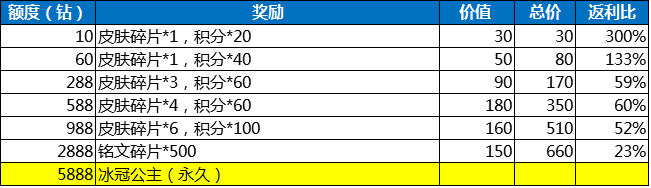 额度（钻） 奖励 价值 总价 返利比
10 皮肤碎片*1，积分*20 30 30 300%
60 皮肤碎片*1，积分*40 50 80 133%
288 皮肤碎片*3，积分*60 90 170 59%
588 皮肤碎片*4，积分*60 180 350 60%
988 皮肤碎片*6，积分*100 160 510 52%
2888 铭文碎片*500 150 660 23%
5888 冰冠公主（永久）